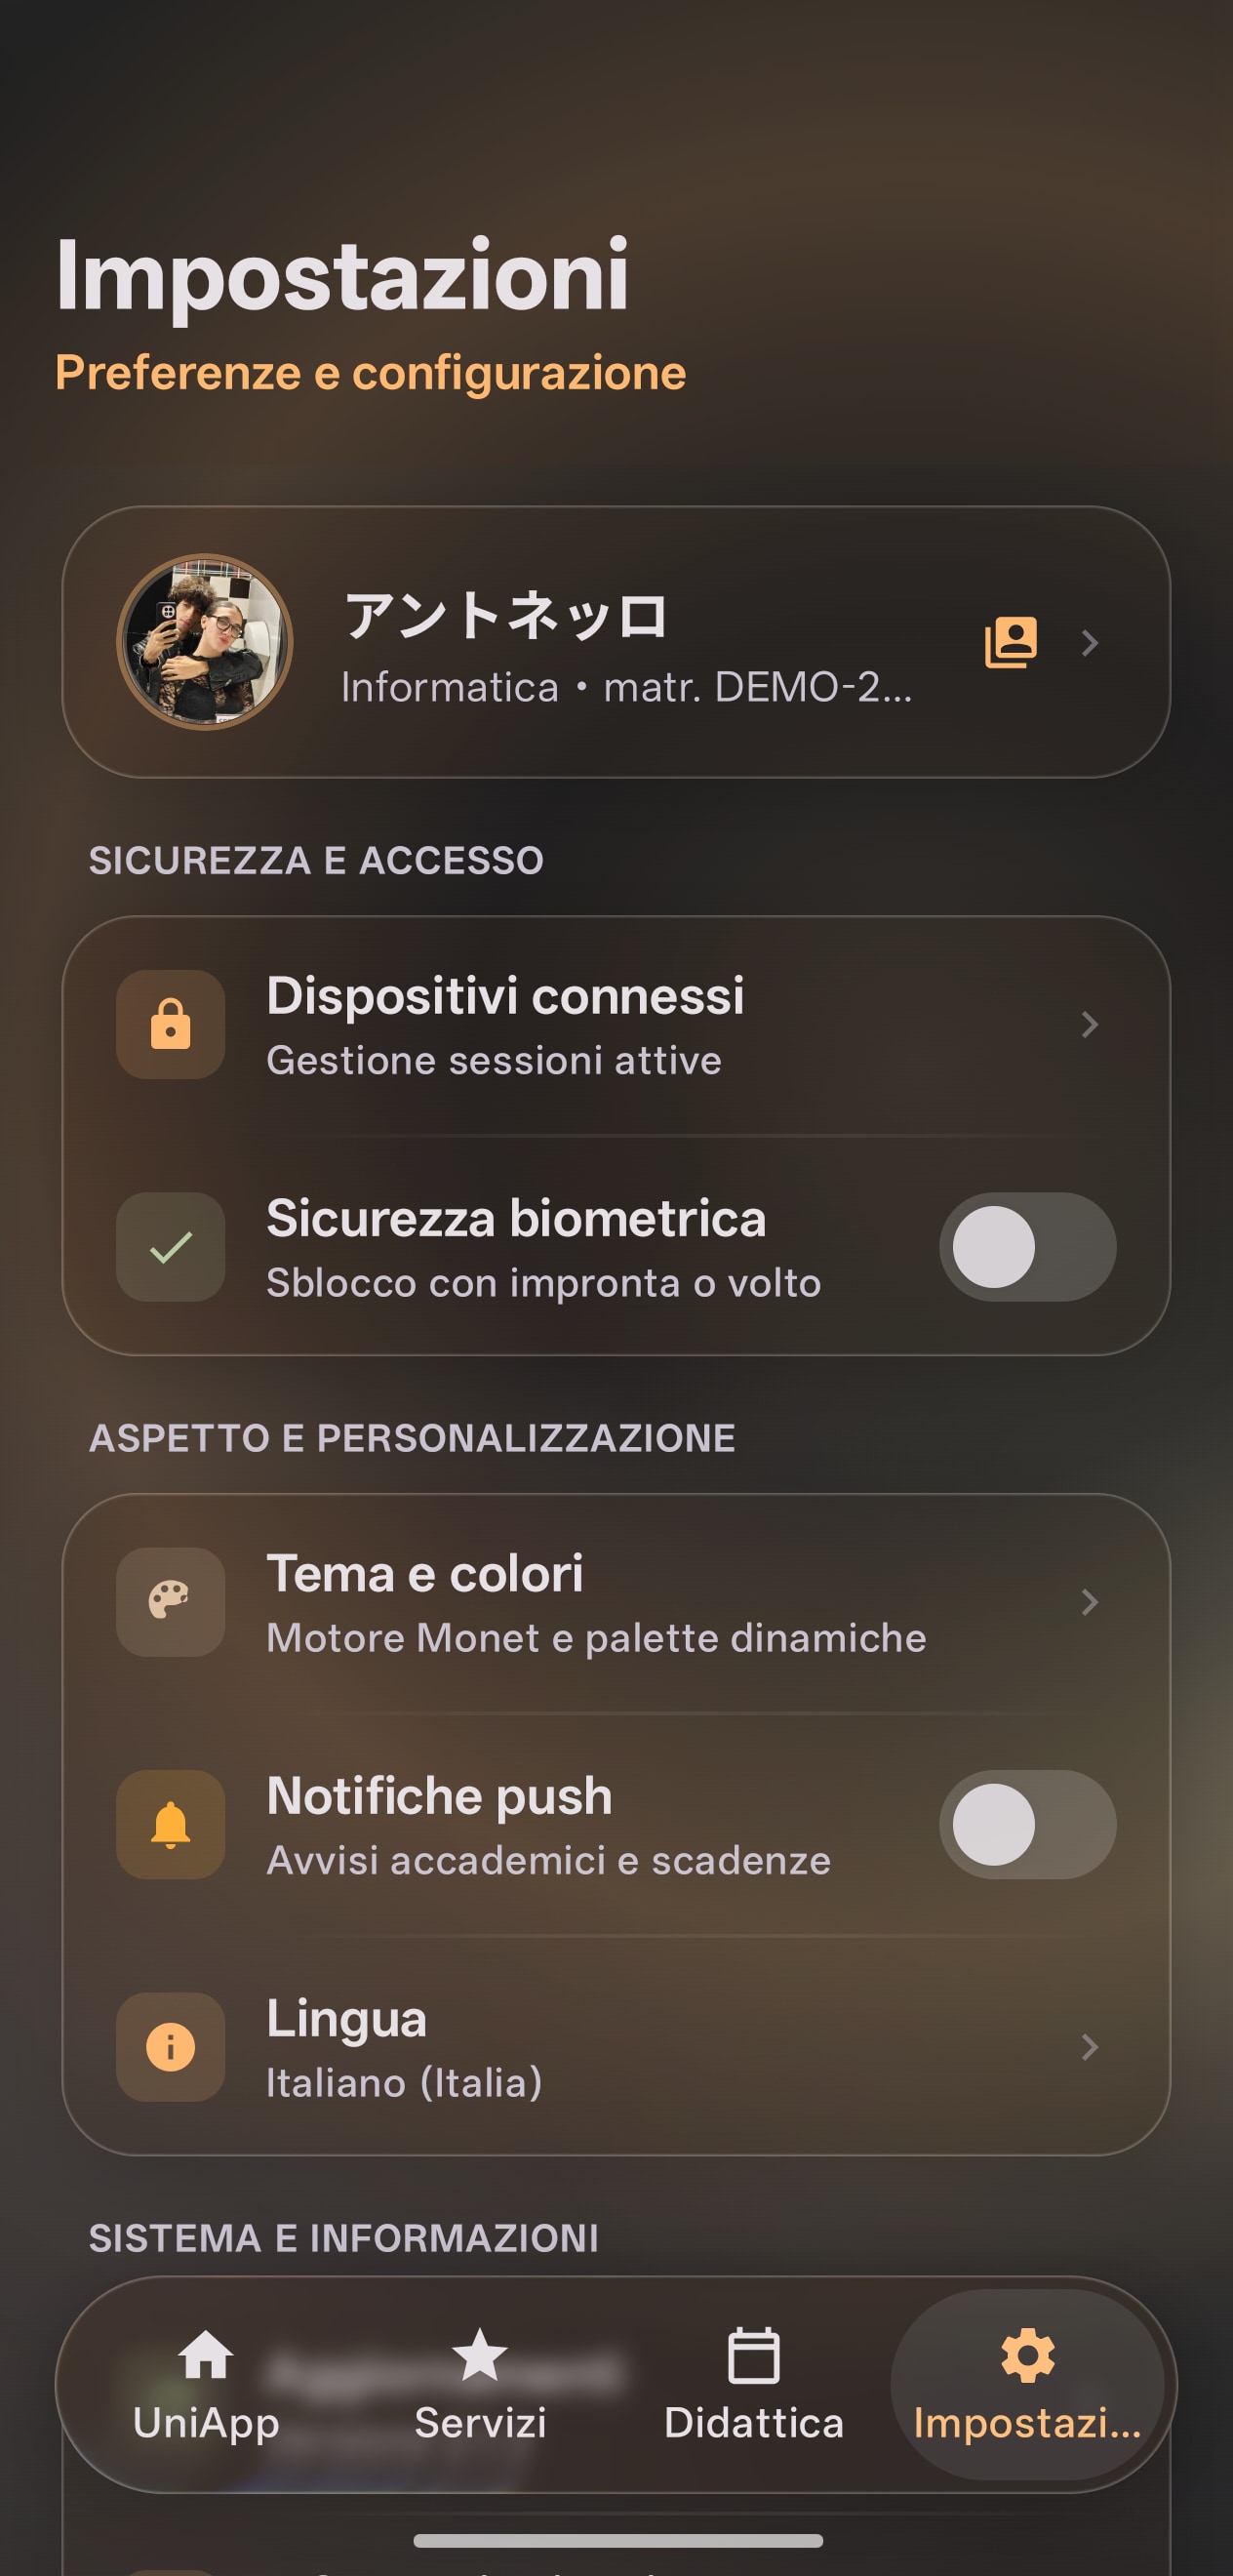 Impostazioni
Preferenze e configurazione
アントネッロ
Informatica • matr. DEMO-2...
SICUREZZA E ACCESSO
Dispositivi connessi
Gestione sessioni attive
Sicurezza biometrica
Sblocco con impronta o volto
ASPETTO E PERSONALIZZAZIONE
Tema e colori
Motore Monet e palette dinamiche
Notifiche push
Avvisi accademici e scadenze
Lingua
Italiano (Italia)
SISTEMA E INFORMAZIONI
UniApp
Servizi
Didattica
Impostazi...